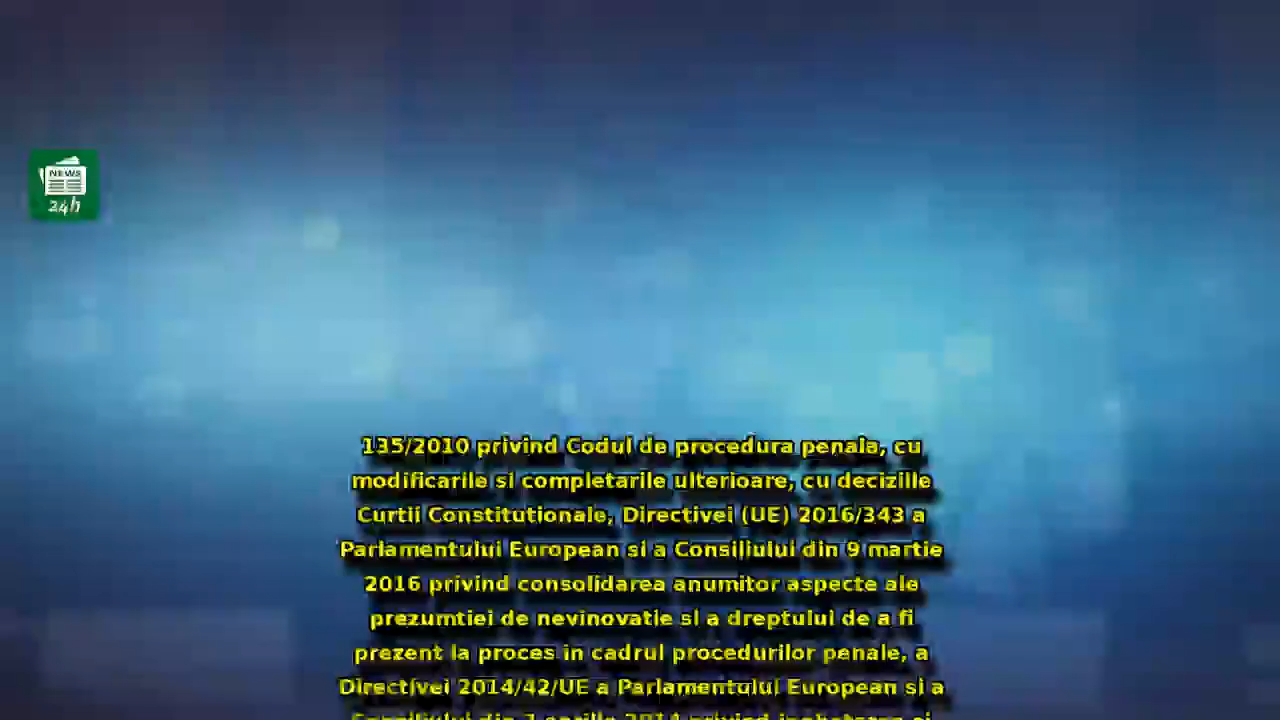 NEWS
24h
135/2010 privind Codul de procedura penala, cu
modificarile si completarile ulterioare, cu deciziile
Curtii Constitutionale, Directivei (UE) 2016/343 a
Parlamentului European si a Consiliului din 9 martie
2016 privind consolidarea anumitor aspecte ale
prezumtiei de nevinovatie si a dreptului de a fi
prezent la proces in cadrul procedurilor penale, a
Directivei 2014/42/UE a Parlamentului European si a